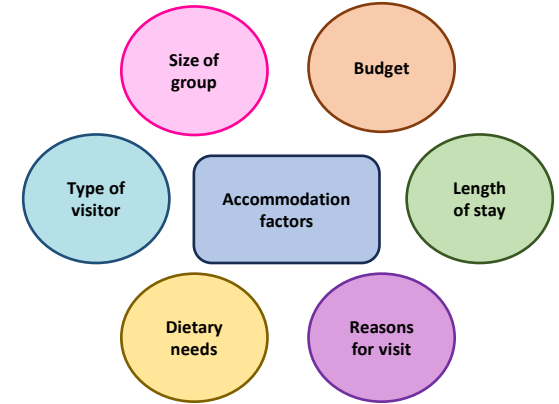 Size of
group
Budget
Type of
visitor
Accommodation
factors
Length
of stay
Dietary
needs
Reasons
for visit